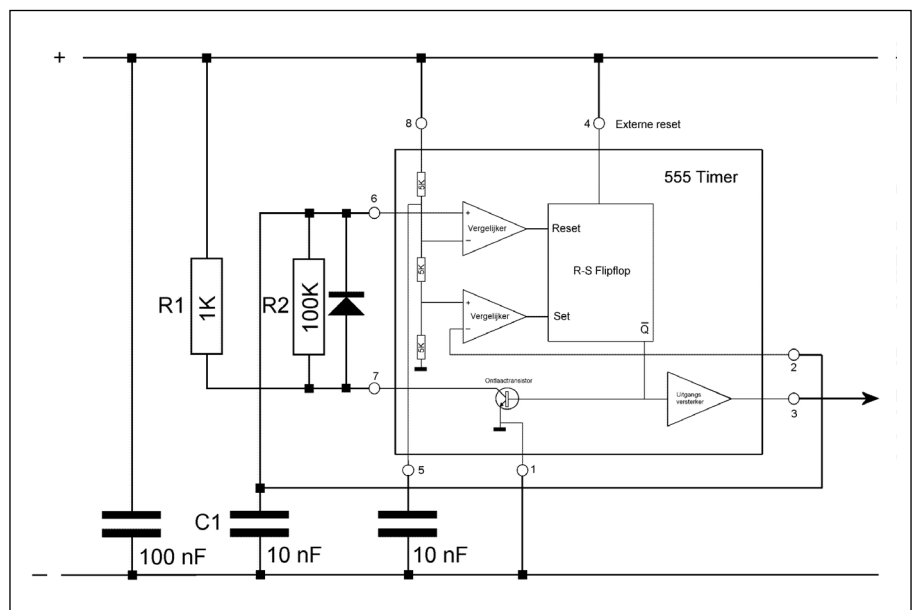 +
8
4
Externe reset
555 Timer
5K
6
+
Vergelijker
−
Reset
R-S Flipflop
R1
1K
R2
100K
5K
+
Vergelijker
−
Set
Q
5K
2
7
Ontlaadtransistor
Uitgangs
versterker
3
5
1
C1
100 nF
10 nF
10 nF
−